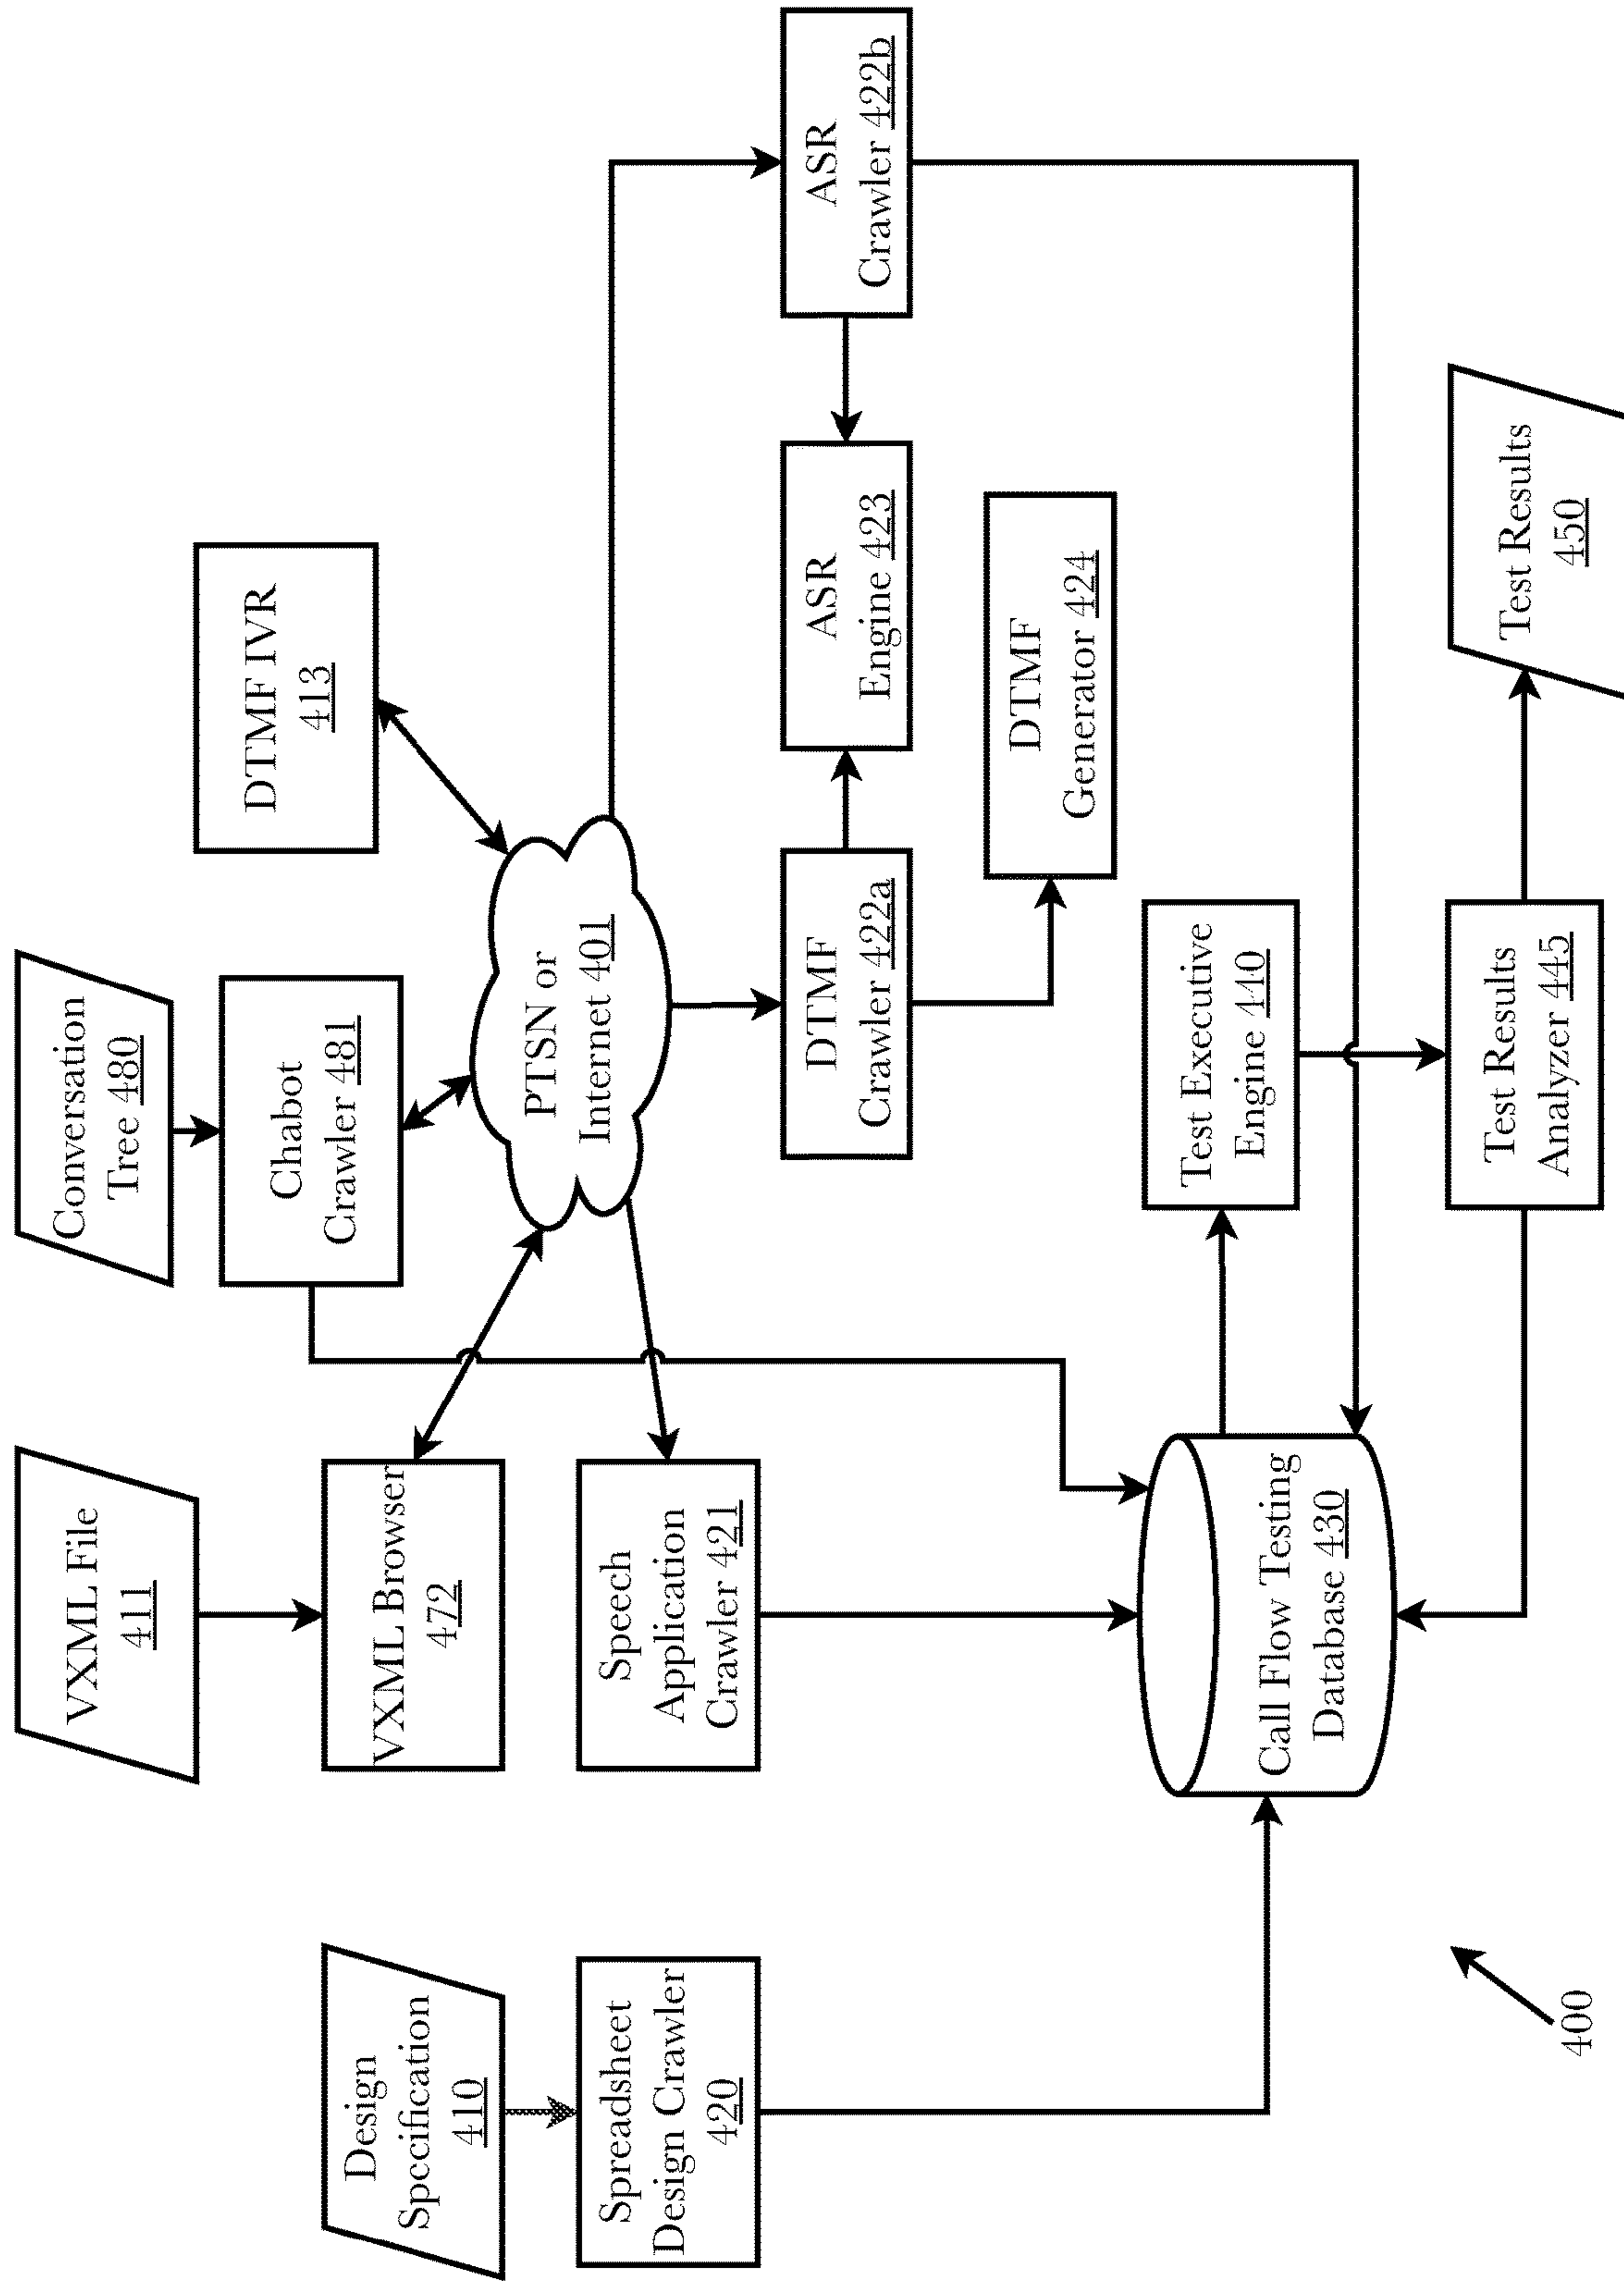 Conversation
Tree 480
VXML File
411
Chabot
Crawler 481
DTMF IVR
413
Design
Specification
410
VXML Browser
472
PTSN or
Internet 401
Spreadsheet
Design Crawler
420
Speech
Application
Crawler 421
DTMF
Crawler 422a
ASR
Engine 423
ASR
Crawler 422b
DTMF
Generator 424
Call Flow Testing
Database 430
Test Executive
Engine 440
Test Results
Analyzer 445
Test Results
450
400